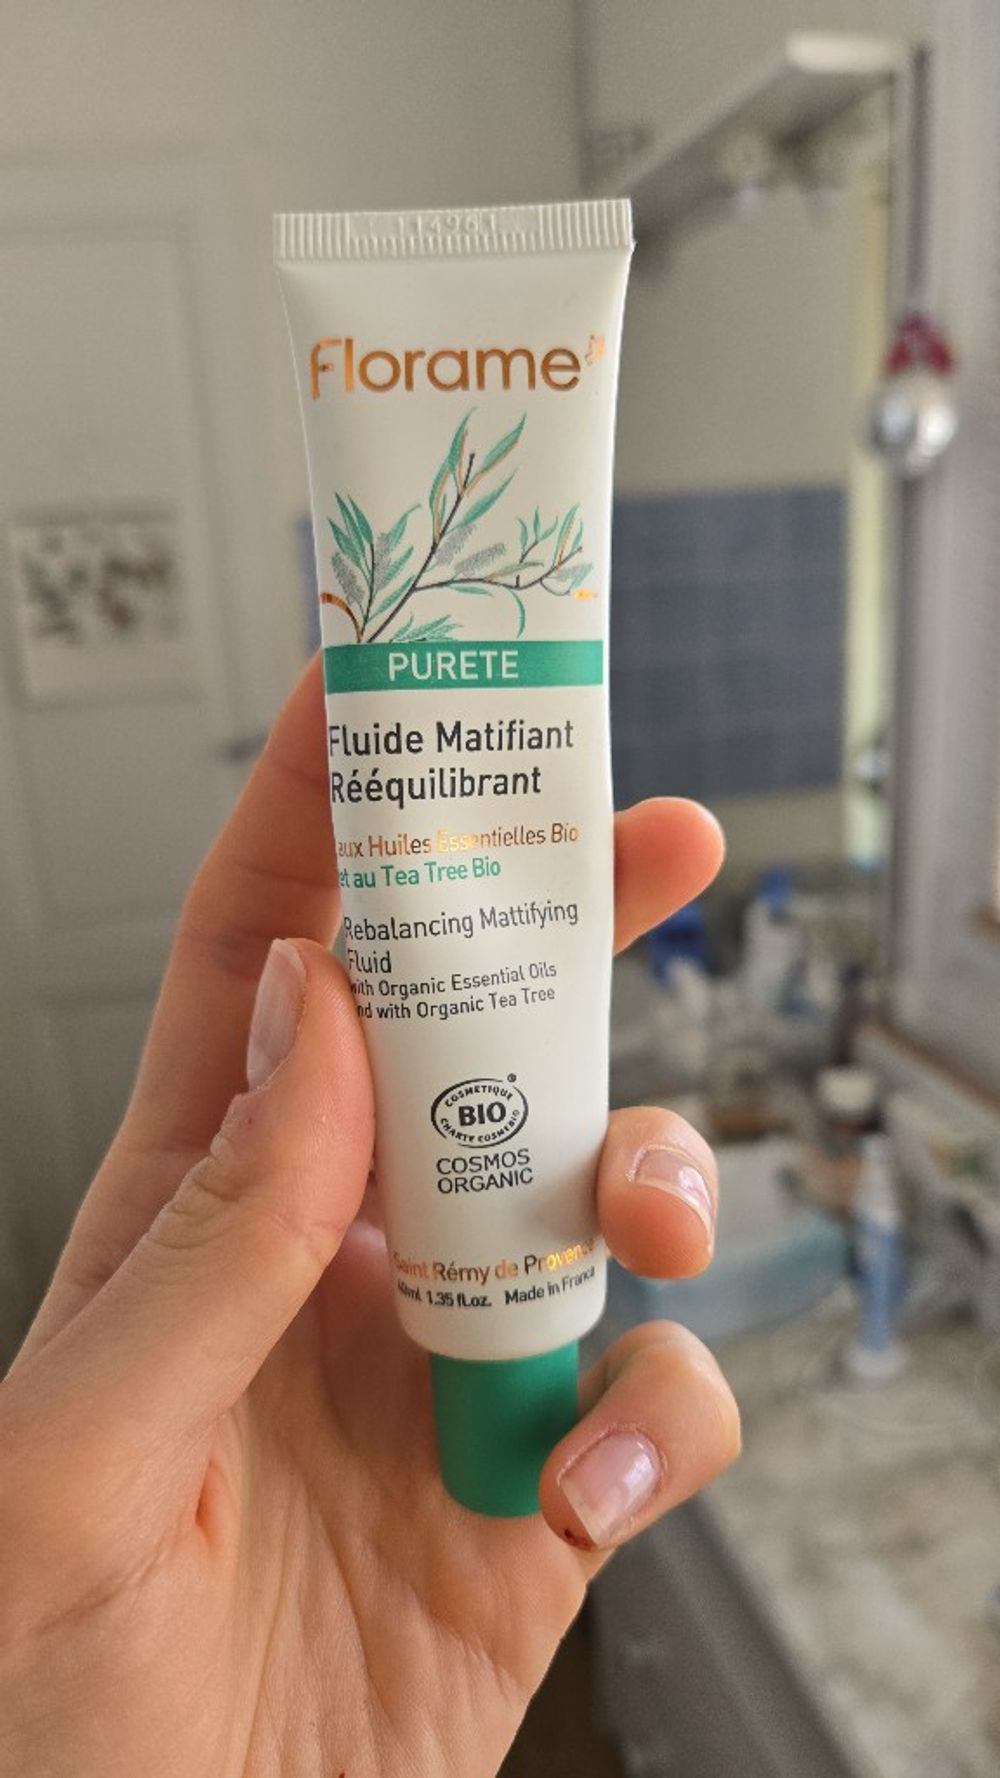 Florame
PURETE
Fluide Matifiant
Rééquilibrant
aux Huiles Essentielles Bio
et au Tea Tree Bio
Rebalancing Mattifying
Fluid
with Organic Essential Oils
nd with Organic Tea Tree
COSMETIQUE
BIO
CHARTE COSMEBIO
COSMOS
ORGANIC
Saint Rémy de Provence
40ml 1.35 fl.oz. Made in France